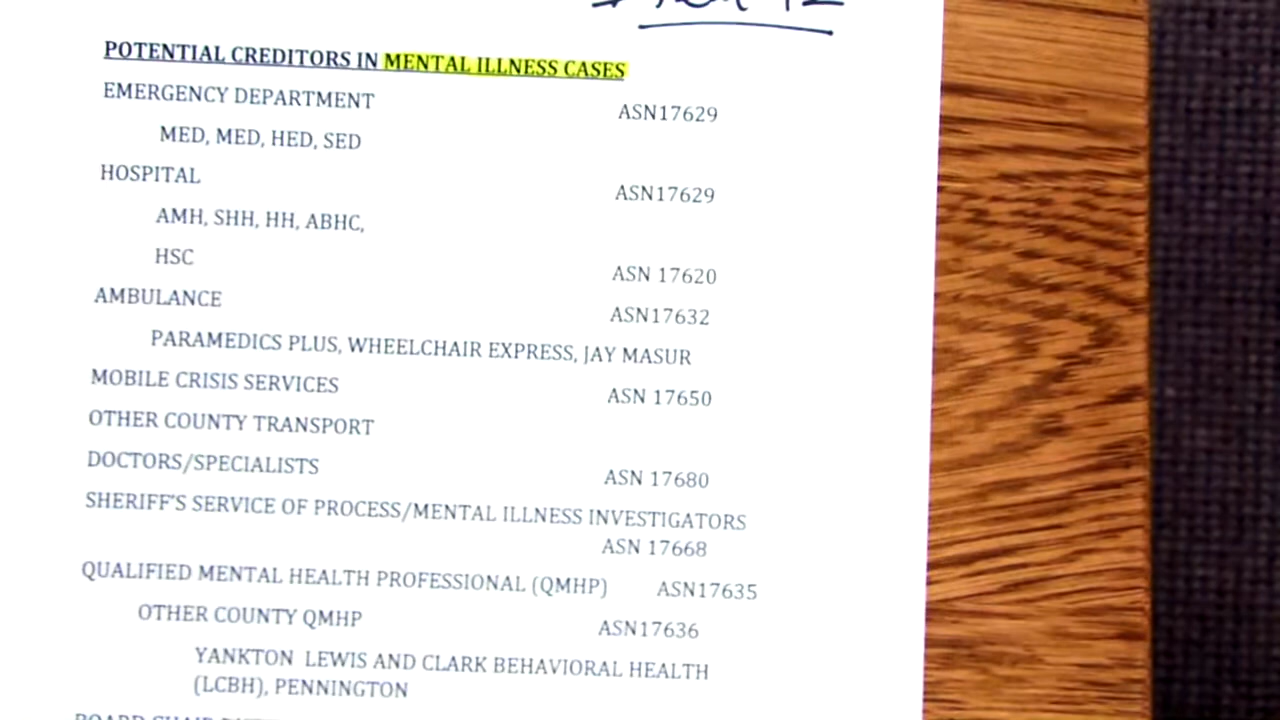 POTENTIAL CREDITORS IN MENTAL ILLNESS CASES
EMERGENCY DEPARTMENT ASN17629
MED, MED, HED, SED
HOSPITAL ASN17629
AMH, SHH, HH, ABHC,
HSC ASN 17620
AMBULANCE ASN17632
PARAMEDICS PLUS, WHEELCHAIR EXPRESS, JAY MASUR
MOBILE CRISIS SERVICES ASN 17650
OTHER COUNTY TRANSPORT
DOCTORS/SPECIALISTS ASN 17680
SHERIFF'S SERVICE OF PROCESS/MENTAL ILLNESS INVESTIGATORS
ASN 17668
QUALIFIED MENTAL HEALTH PROFESSIONAL (QMHP) ASN17635
OTHER COUNTY QMHP ASN17636
YANKTON LEWIS AND CLARK BEHAVIORAL HEALTH
(LCBH), PENNINGTON
BOARD CHAIR